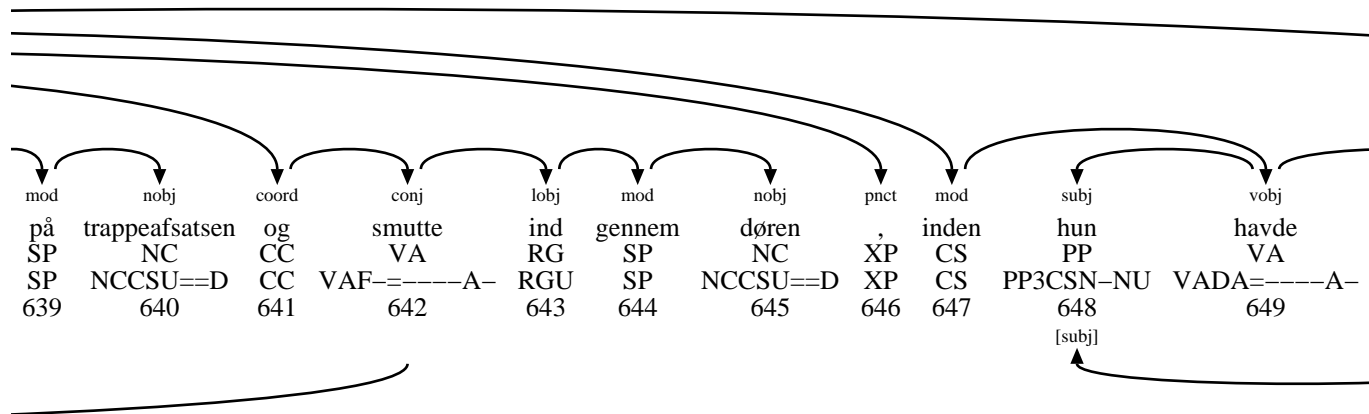 mod nobj coord conj lobj mod nobj pnct mod subj vobj
på trappeafsatsen og smutte ind gennem døren , inden hun havde
SP NC CC VA RG SP NC XP CS PP VA
SP NCCSU==D CC VAF−=−−−−A− RGU SP NCCSU==D XP CS PP3CSN−NU VADA=−−−−A−
639 640 641 642 643 644 645 646 647 648 649
[subj]